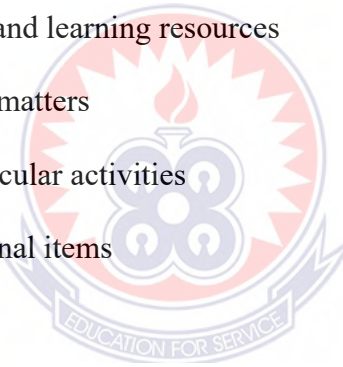 and learning resources
matters
cular activities
nal items
EDUCATION FOR SERVICE